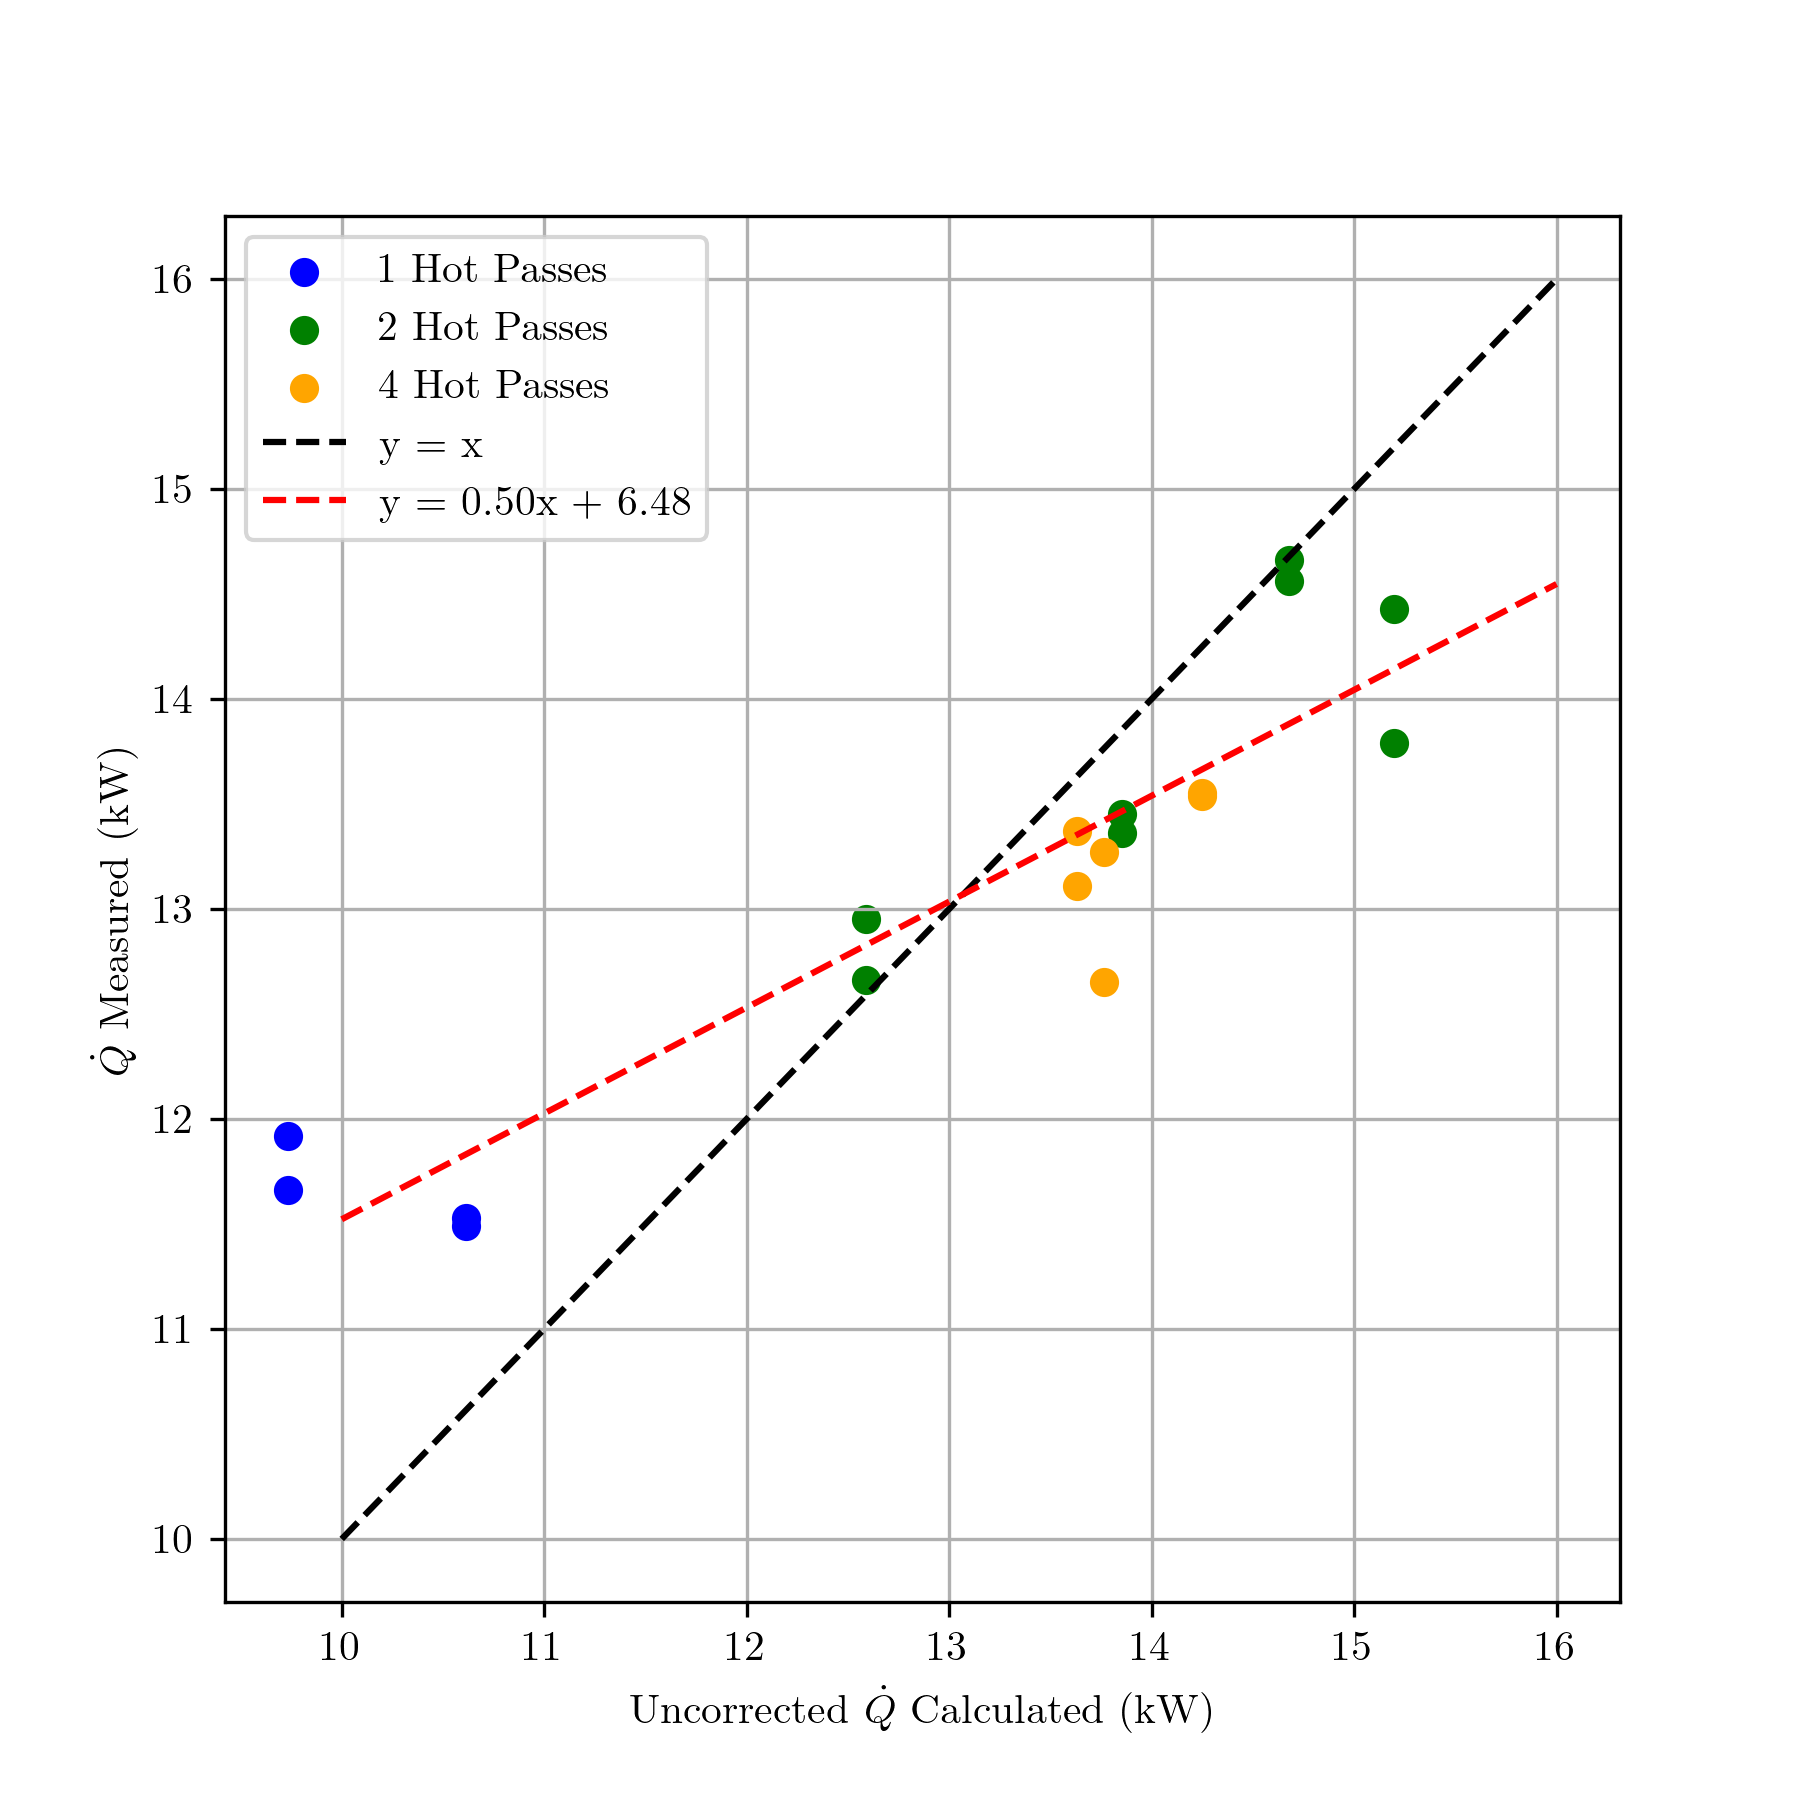 1 Hot Passes
2 Hot Passes
4 Hot Passes
y = x
y = 0.50x + 6.48
16
15
14
13
12
11
10
Q̇ Measured (kW)
10 11 12 13 14 15 16
Uncorrected Q̇ Calculated (kW)